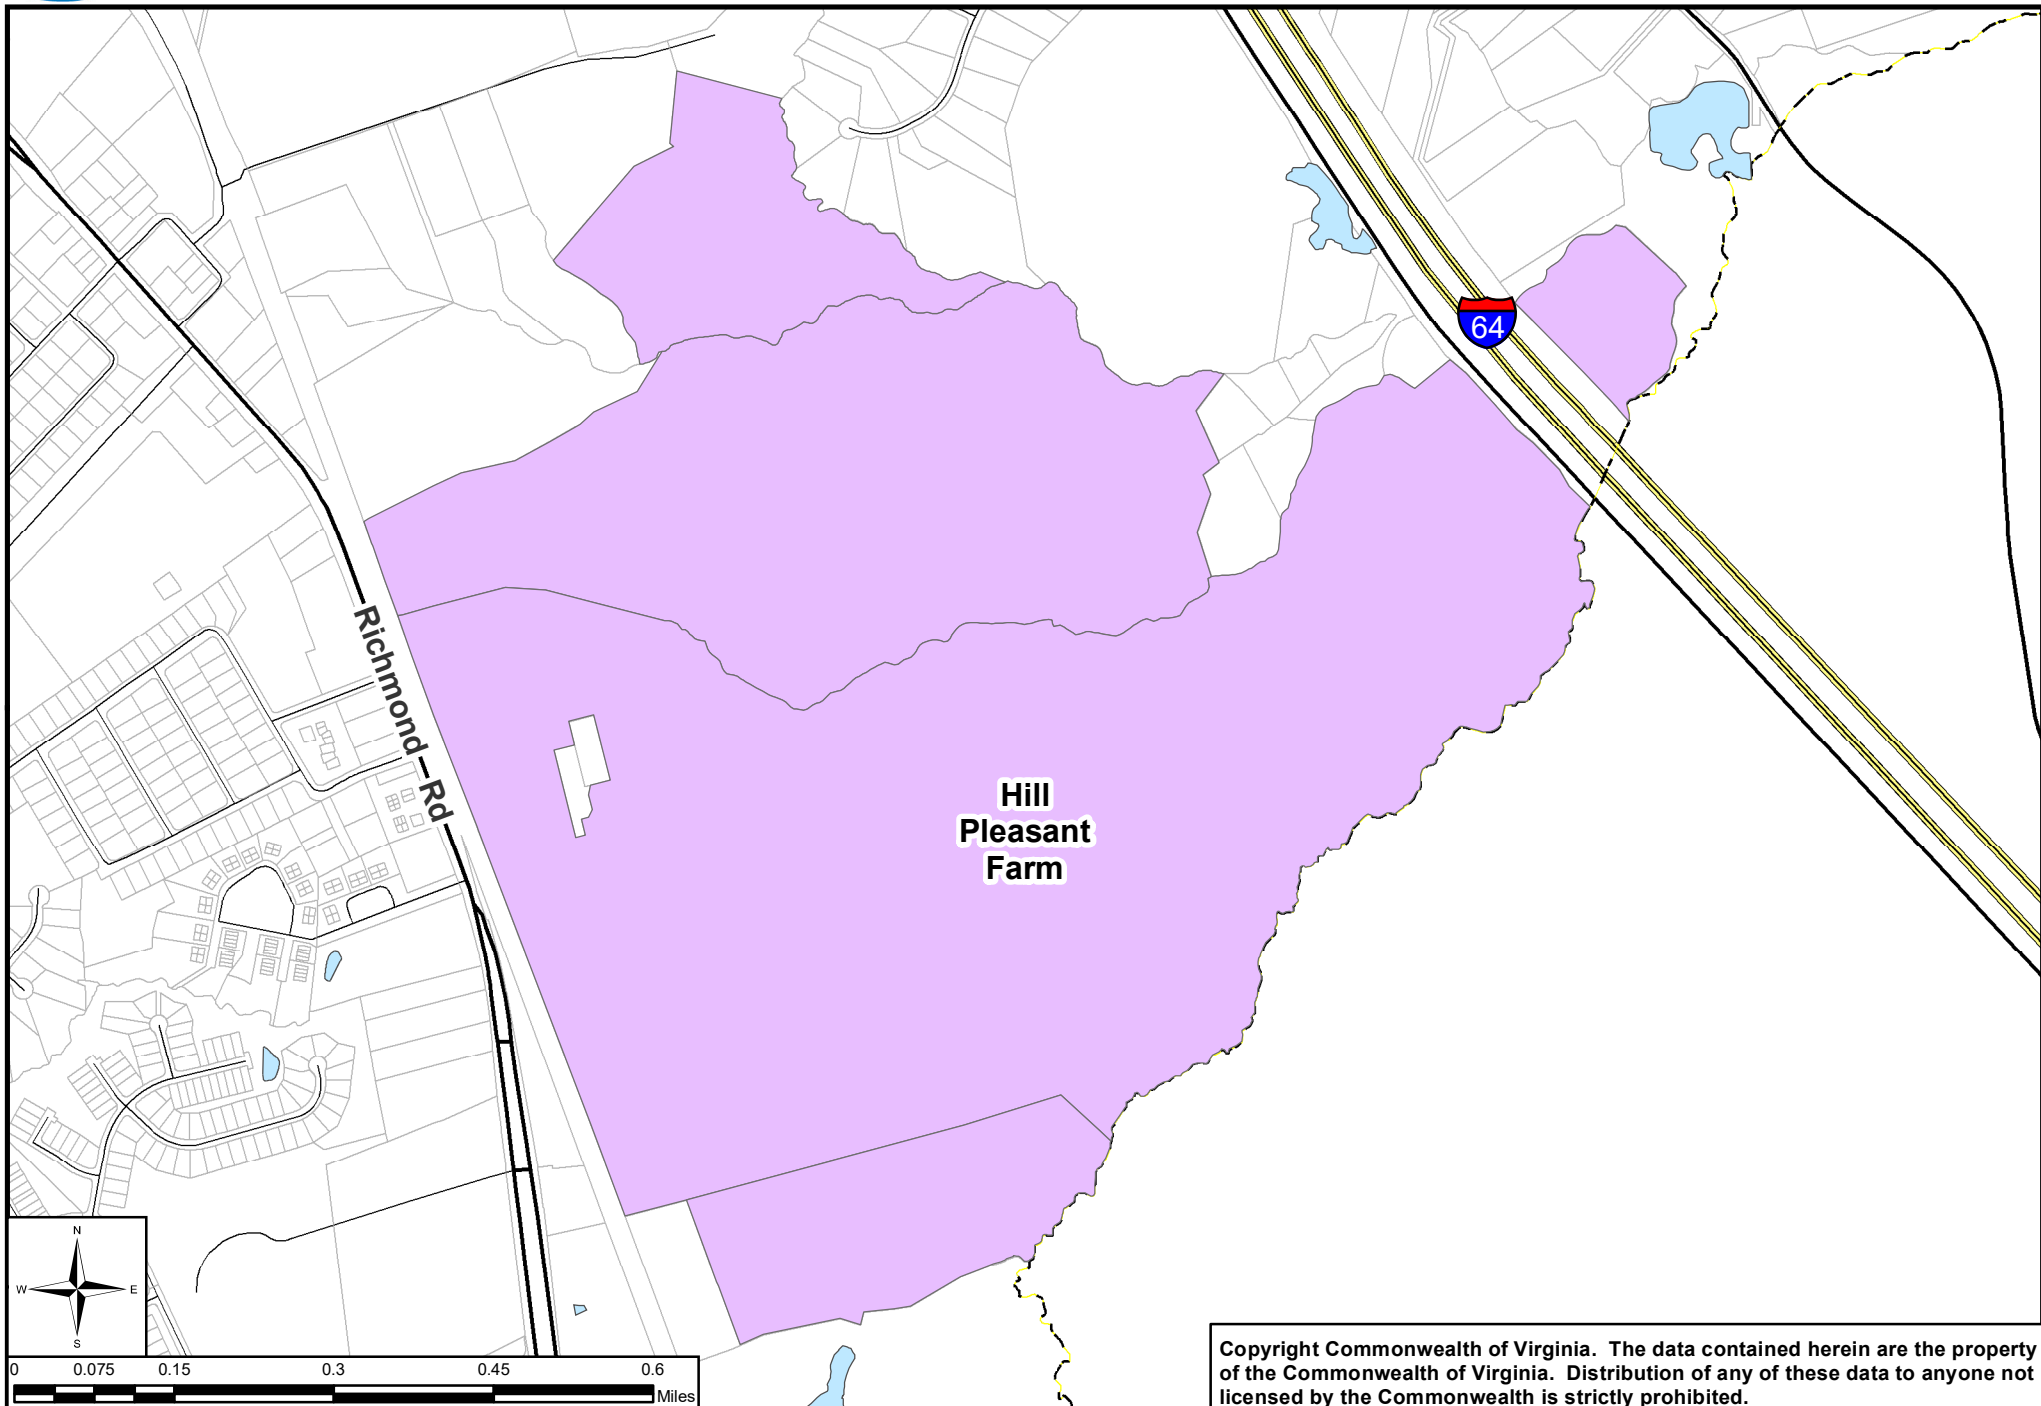 64
Richmond Rd
Hill
Pleasant
Farm
N
W E
S
0 0.075 0.15 0.3 0.45 0.6
Miles
Copyright Commonwealth of Virginia. The data contained herein are the property
of the Commonwealth of Virginia. Distribution of any of these data to anyone not
licensed by the Commonwealth is strictly prohibited.